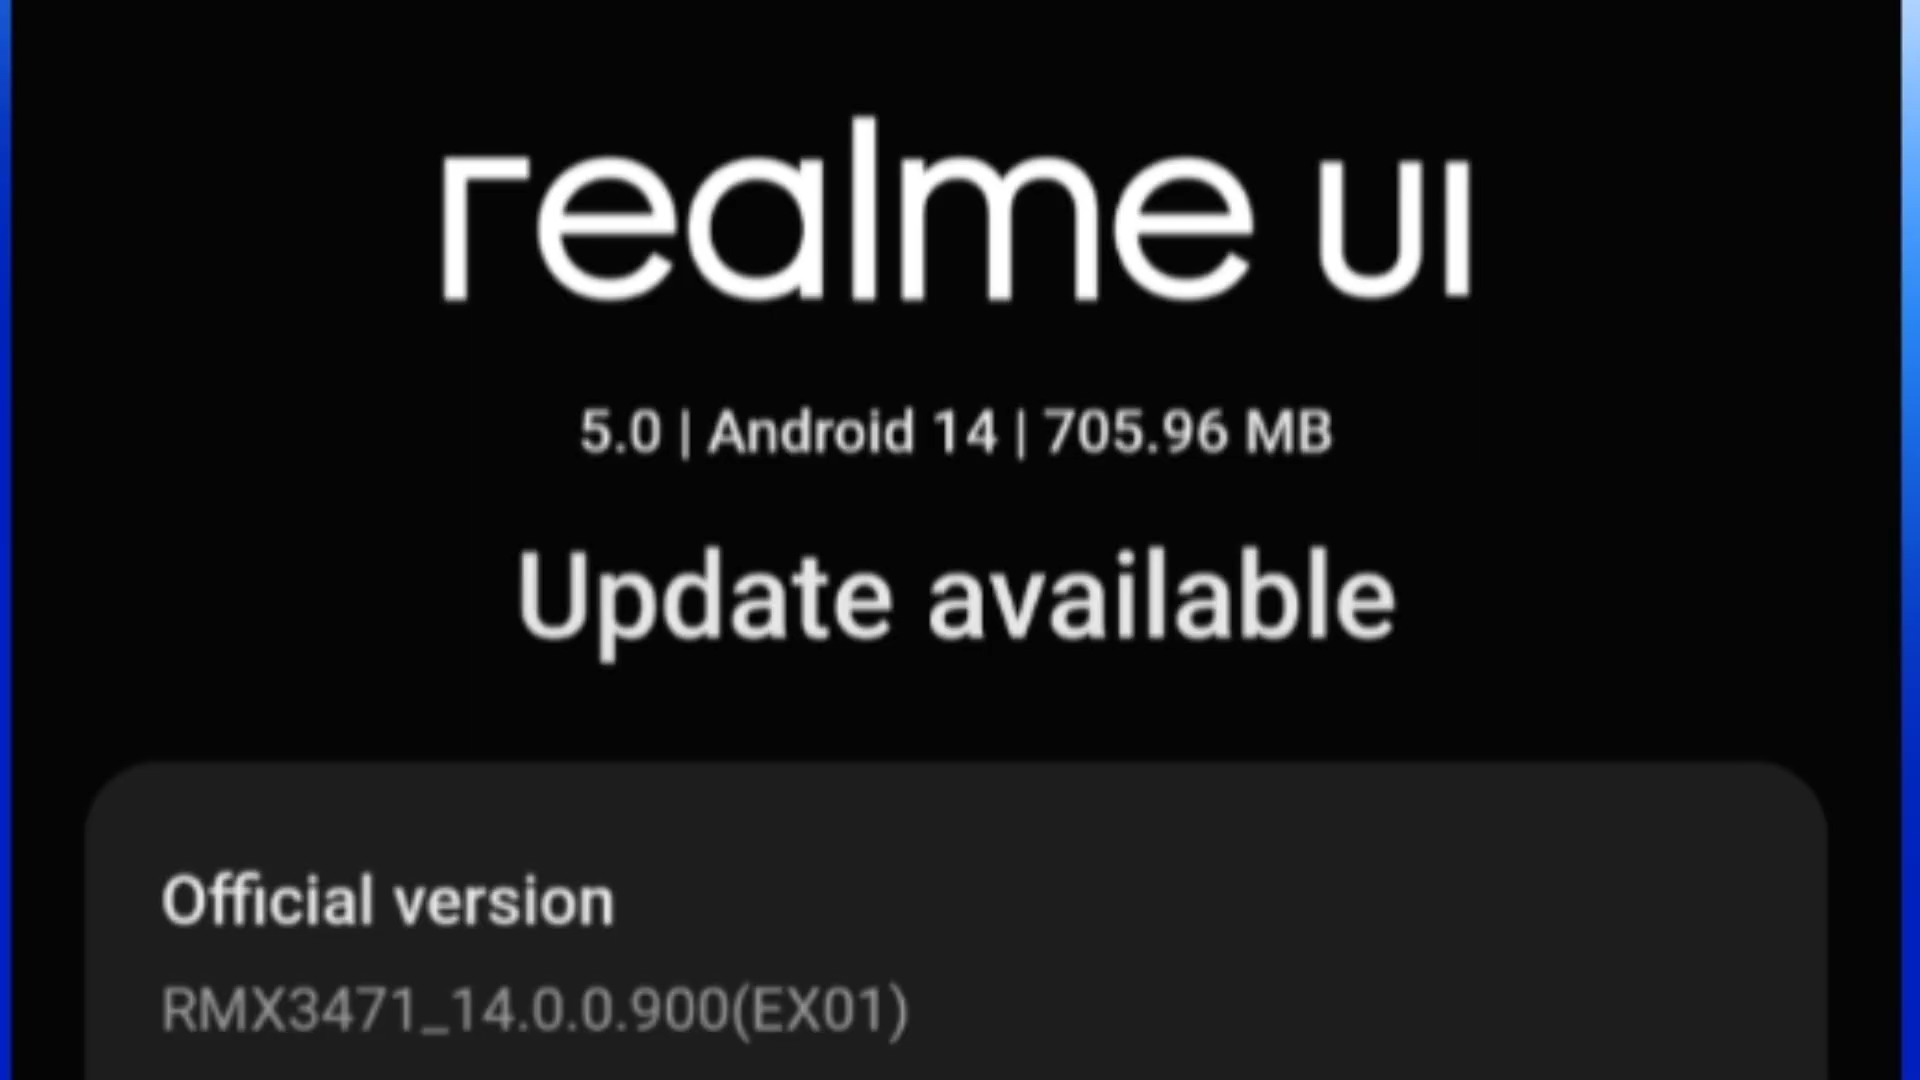 realme UI
5.0 | Android 14 | 705.96 MB
Update available
Official version
RMX3471_14.0.0.900(EX01)